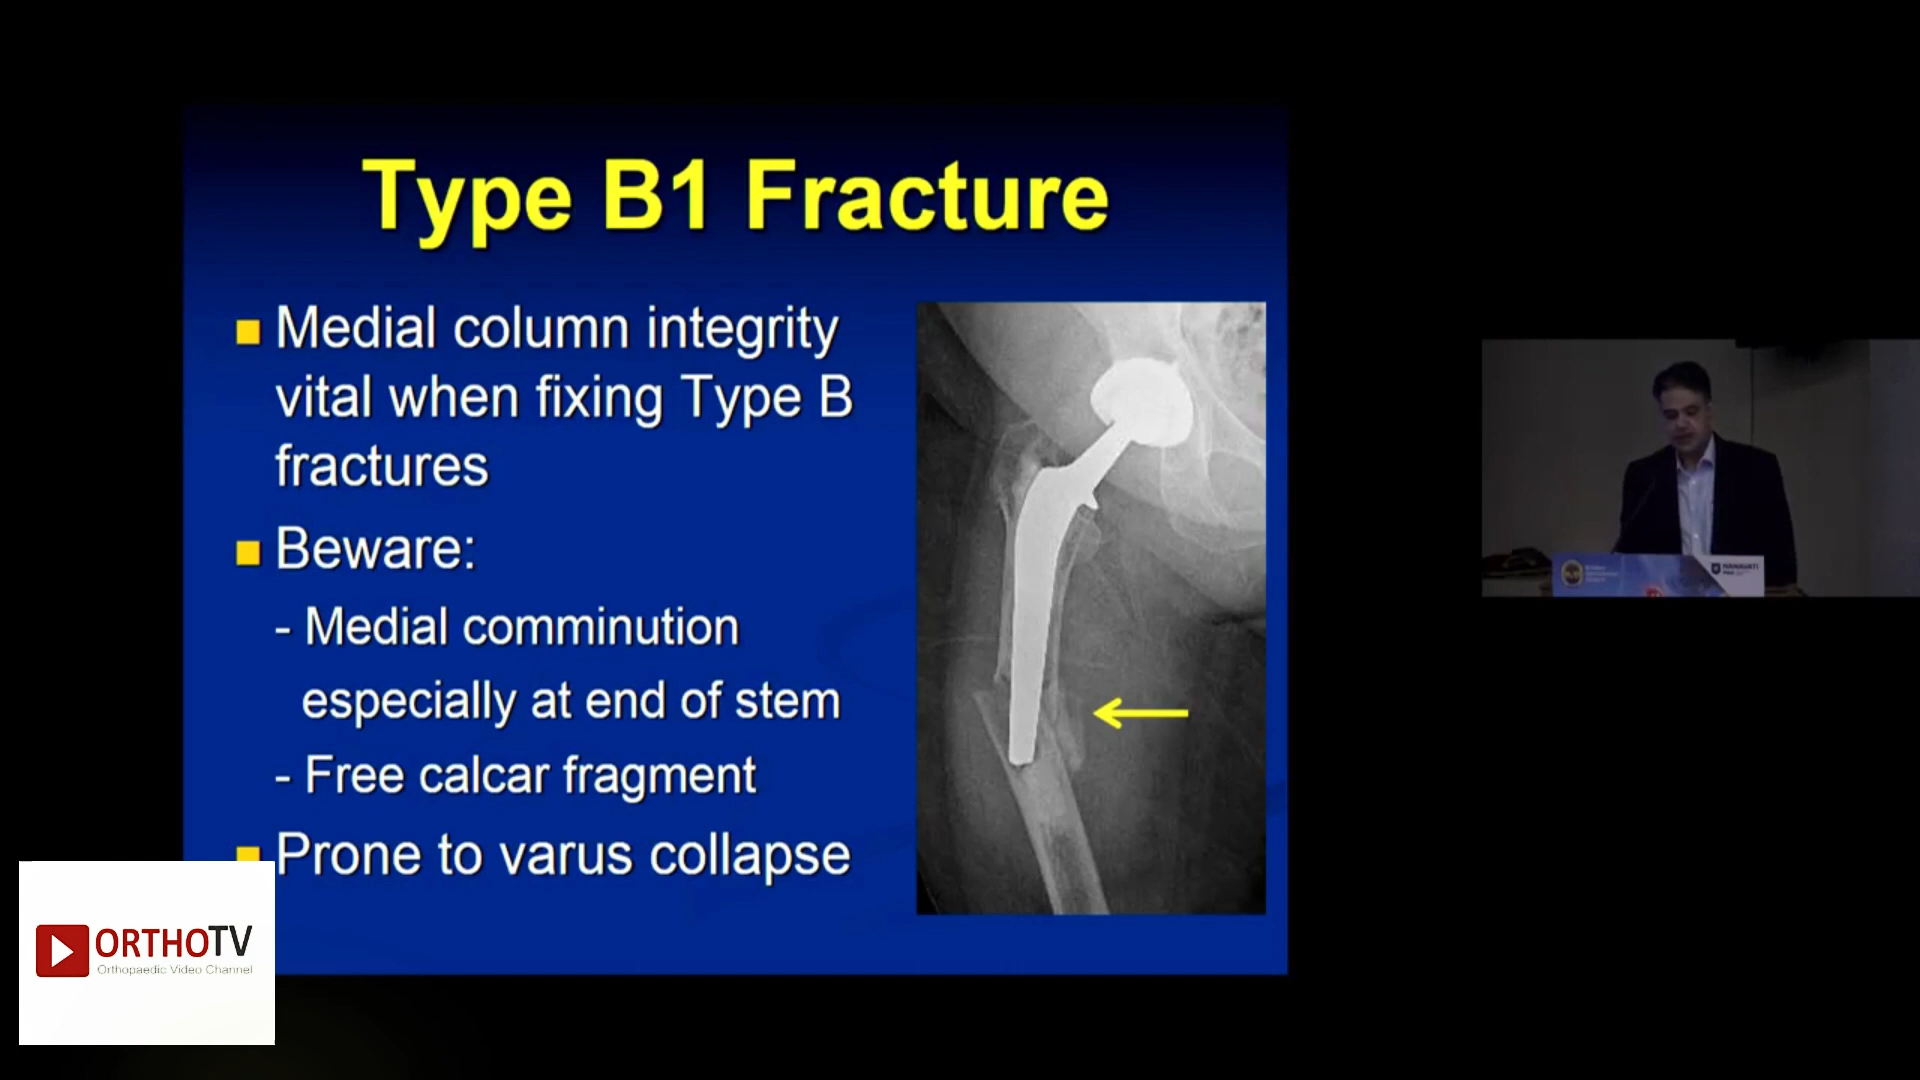 Type B1 Fracture
Medial column integrity
vital when fixing Type B
fractures
Beware:
- Medial comminution
especially at end of stem
- Free calcar fragment
Prone to varus collapse
ORTHOTV
Orthopaedic Video Channel
NANAVATI